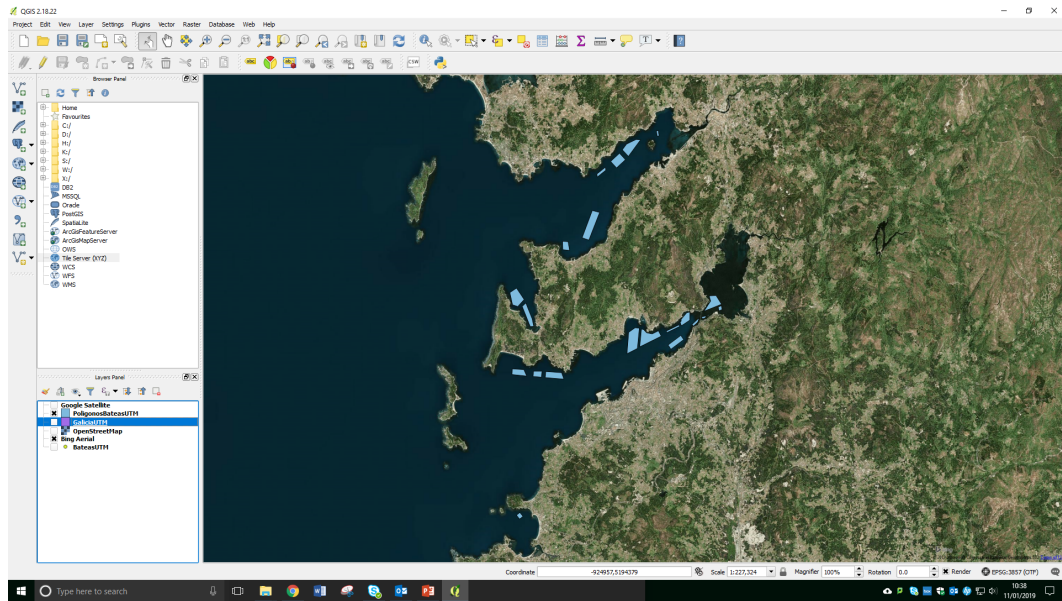 QGIS 2.18.22
Project Edit View Layer Settings Plugins Vector Raster Database Web Help
CSW
Browser Panel
Home
Favourites
C:/
D:/
H:/
K:/
S:/
W:/
X:/
DB2
MSSQL
Oracle
PostGIS
SpatiaLite
ArcGisFeatureServer
ArcGisMapServer
OWS
Tile Server (XYZ)
WCS
WFS
WMS
Layers Panel
Google Satellite
PoligonosBateasUTM
GaliciaUTM
OpenStreetMap
Bing Aerial
BateasUTM
Coordinate -924957,5194379 Scale 1:227,324 Magnifier 100% Rotation 0.0 Render EPSG:3857 (OTF)
Type here to search
10:38
11/01/2019